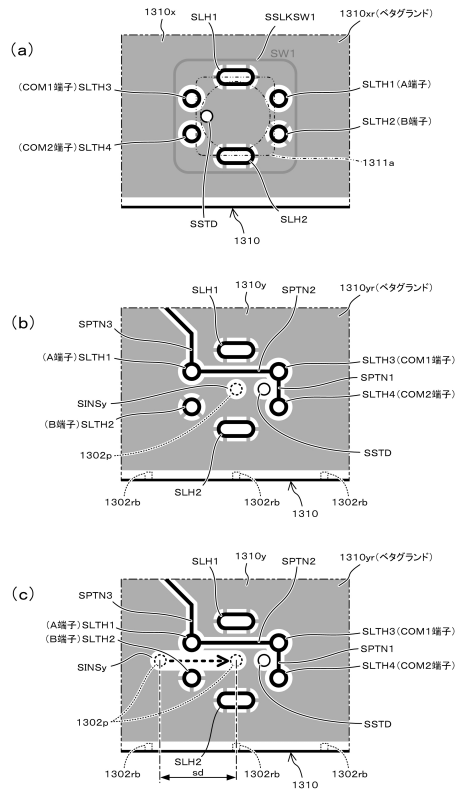 1310x
SLH1
SSLKSW1
1310xr(ベタグランド)
(a)
SW1
(COM1端子)SLTH3
SLTH1(A端子)
(COM2端子)SLTH4
SLTH2(B端子)
1311a
SSTD
SLH2
1310
1310y
SLH1
SPTN2
1310yr(ベタグランド)
(b)
SPTN3
(A端子)SLTH1
SLTH3(COM1端子)
SPTN1
SINSy
SLTH4(COM2端子)
(B端子)SLTH2
1302p
SSTD
SLH2
1302rb
1302rb
1302rb
1310
1310y
SLH1
SPTN2
1310yr(ベタグランド)
(c)
SPTN3
(A端子)SLTH1
SLTH3(COM1端子)
(B端子)SLTH2
SPTN1
SINSy
SLTH4(COM2端子)
1302p
SSTD
SLH2
1302rb
1302rb
1302rb
sd
1310